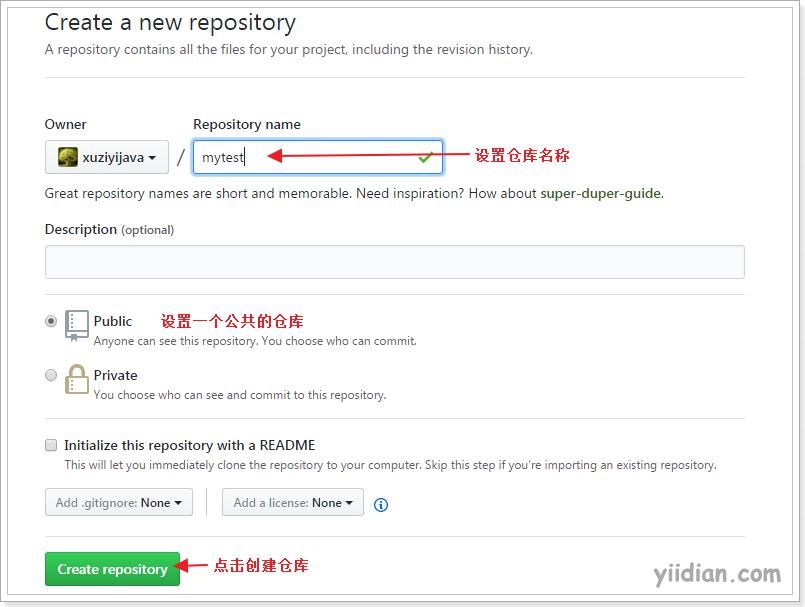 Create a new repository
A repository contains all the files for your project, including the revision history.
Owner
Repository name
xuziyijava / mytest 设置仓库名称
Great repository names are short and memorable. Need inspiration? How about super-duper-guide.
Description (optional)
Public 设置一个公共的仓库
Anyone can see this repository. You choose who can commit.
Private
You choose who can see and commit to this repository.
Initialize this repository with a README
This will let you immediately clone the repository to your computer. Skip this step if you’re importing an existing repository.
Add .gitignore: None Add a license: None
Create repository 点击创建仓库
yiidian.com